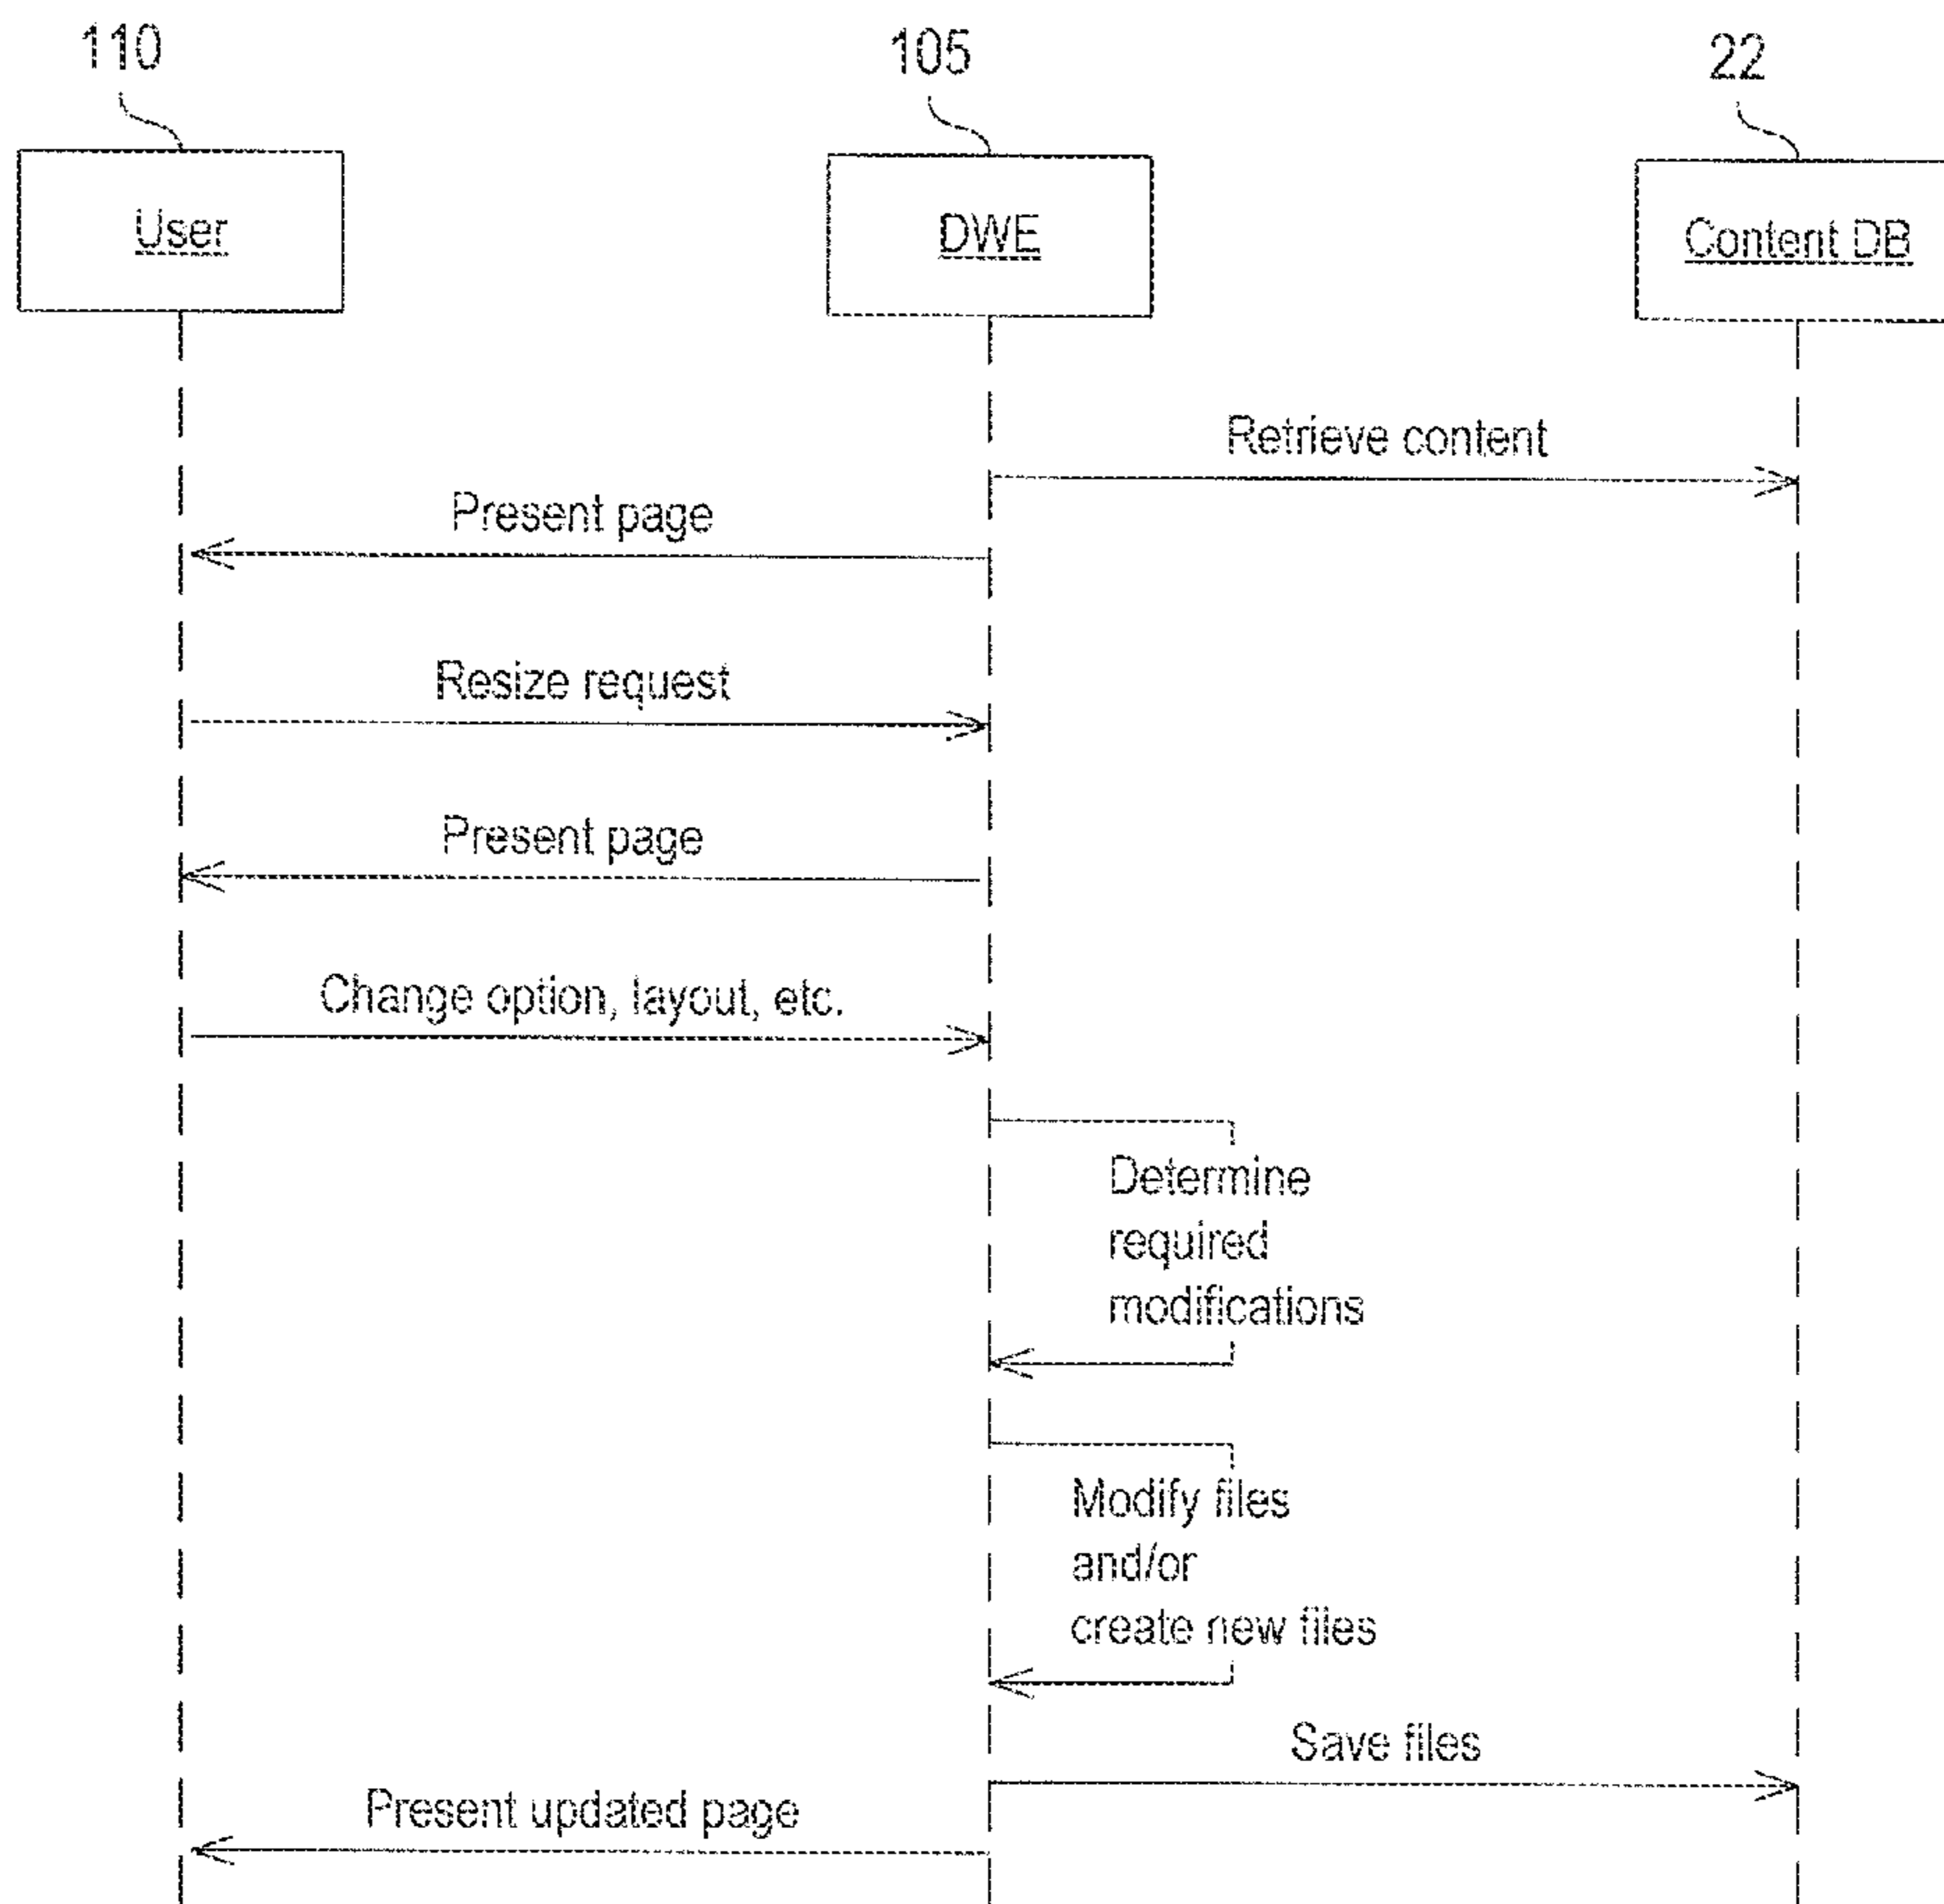 110
105
22
User
DWE
Content DB
Retrieve content
Present page
Resize request
Present page
Change option, layout, etc.
Determine
required
modifications
Modify files
and/or
create new files
Save files
Present updated page